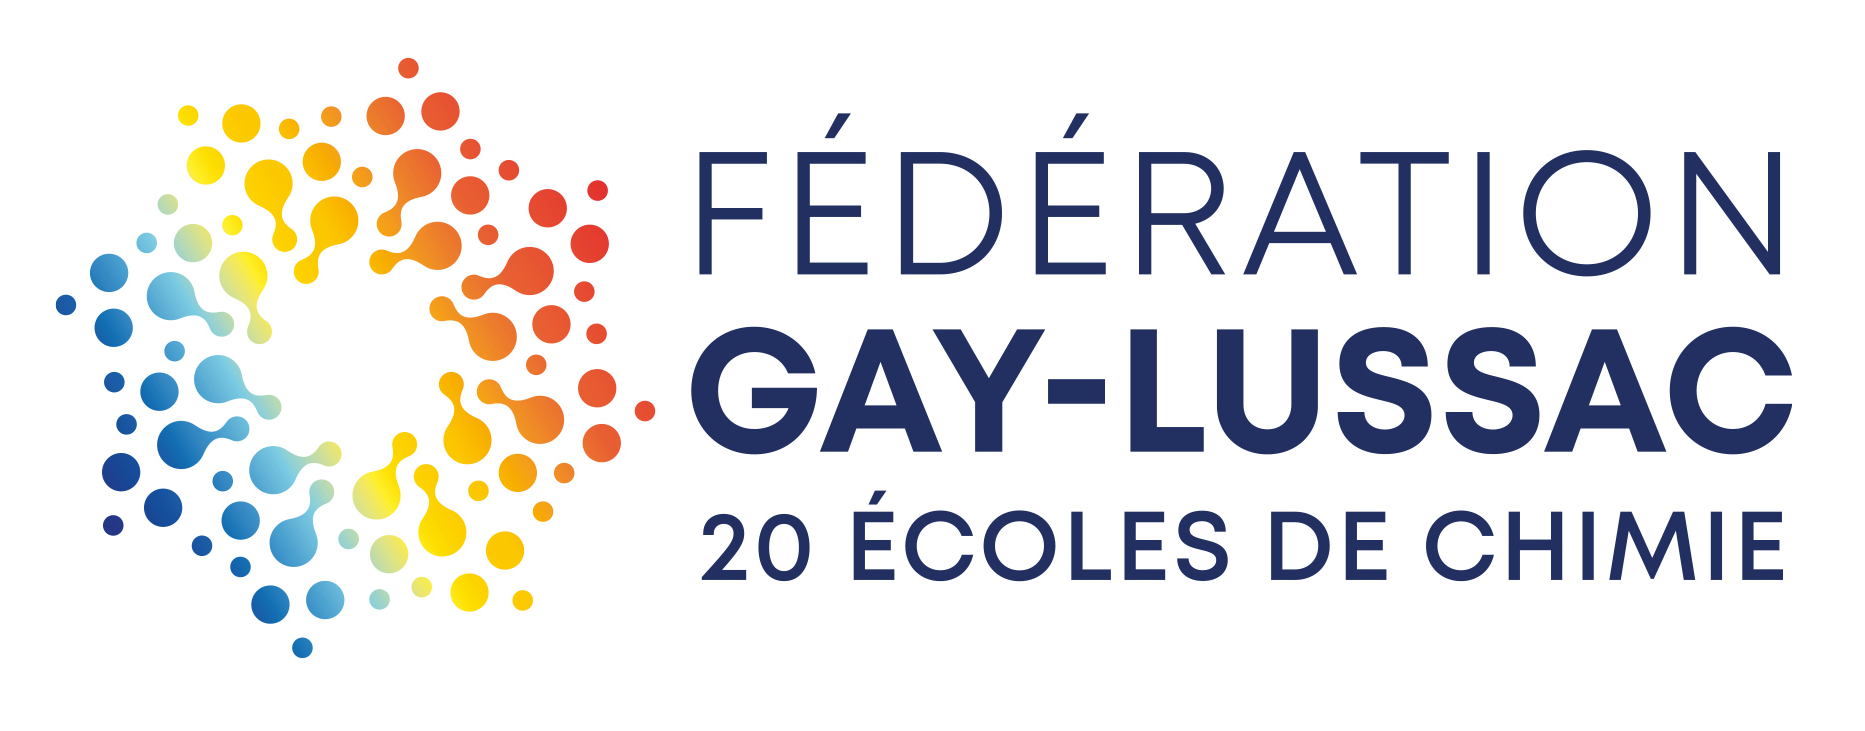 FÉDÉRATION
GAY-LUSSAC
20 ÉCOLES DE CHIMIE